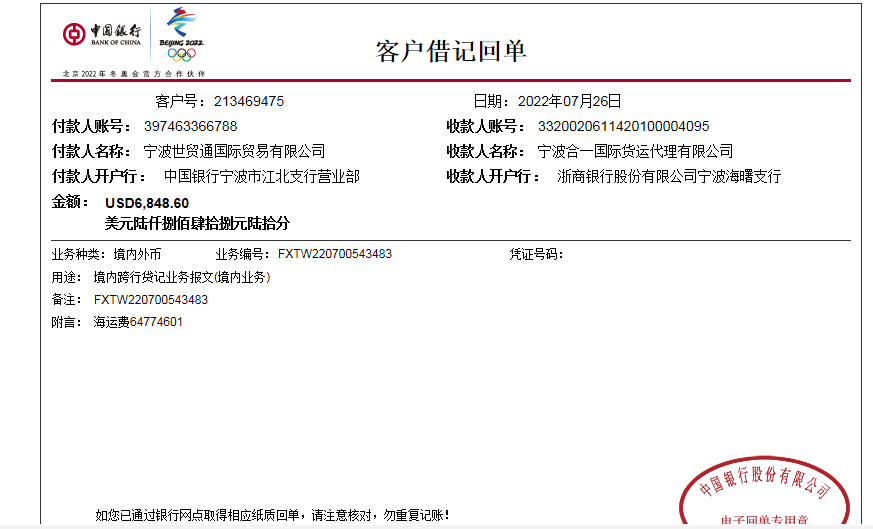 中国银行
BANK OF CHINA
BEIJING 2022
北京2022年冬奥会官方合作伙伴
客户借记回单
客户号：213469475 日期：2022年07月26日
付款人账号：397463366788 收款人账号：3320020611420100004095
付款人名称：宁波世贸通国际贸易有限公司 收款人名称：宁波合一国际货运代理有限公司
付款人开户行：中国银行宁波市江北支行营业部 收款人开户行：浙商银行股份有限公司宁波海曙支行
金额：USD6,848.60
美元陆仟捌佰肆拾捌元陆拾分
业务种类：境内外币 业务编号：FXTW220700543483 凭证号码：
用途：境内跨行贷记业务报文(境内业务)
备注：FXTW220700543483
附言：海运费64774601
中国银行股份有限公司
电子回单专用章
如您已通过银行网点取得相应纸质回单，请注意核对，勿重复记账！